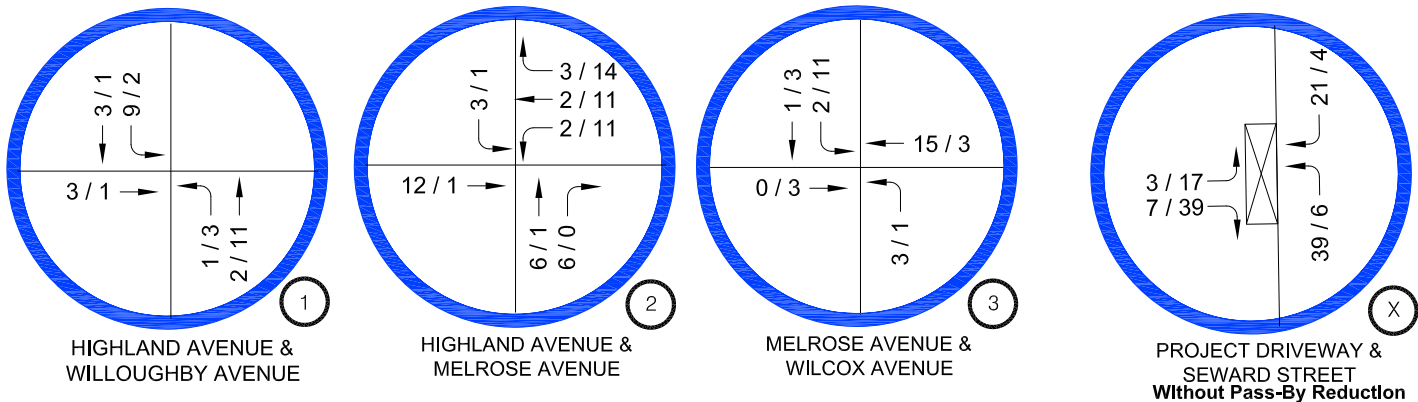 3 / 1
9 / 2
3 / 1
1 / 3
2 / 11
1
HIGHLAND AVENUE &
WILLOUGHBY AVENUE
3 / 1
3 / 14
2 / 11
2 / 11
12 / 1
6 / 1
6 / 0
2
HIGHLAND AVENUE &
MELROSE AVENUE
1 / 3
2 / 11
15 / 3
0 / 3
3 / 1
3
MELROSE AVENUE &
WILCOX AVENUE
21 / 4
3 / 17
7 / 39
39 / 6
X
PROJECT DRIVEWAY &
SEWARD STREET
Without Pass-By Reduction